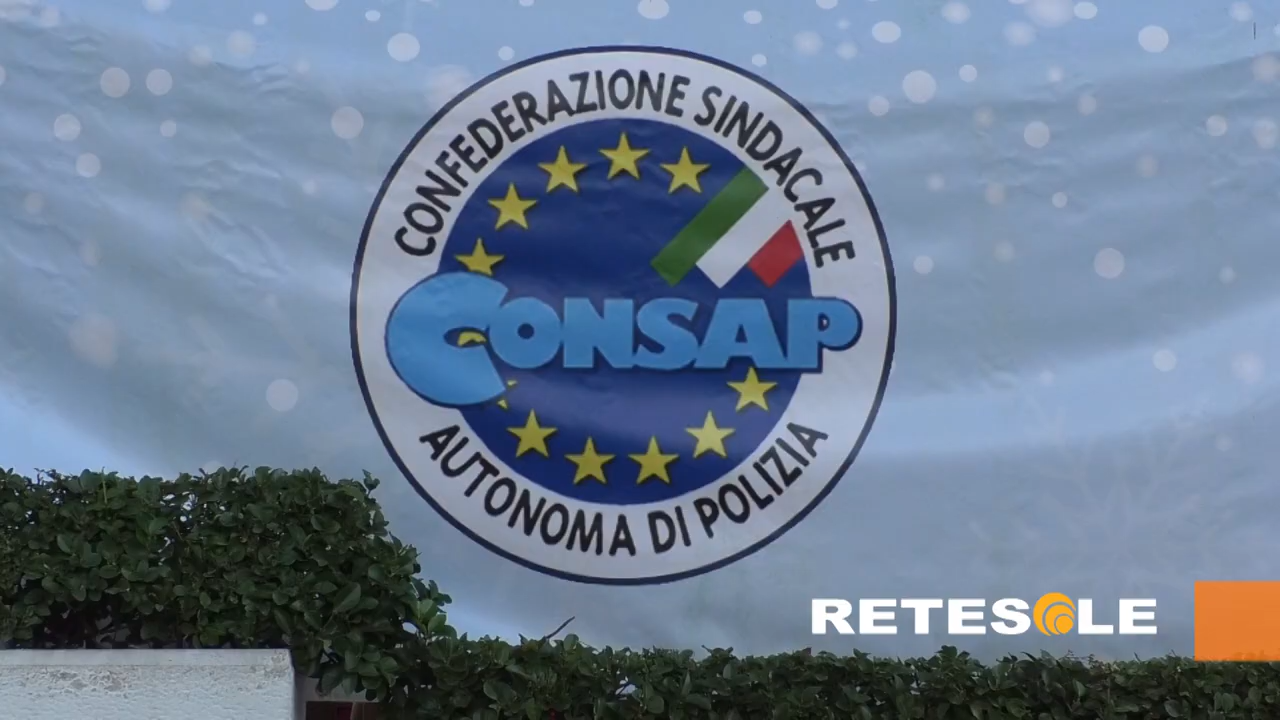 CONFEDERAZIONE SINDACALE
CONSAP
AUTONOMA DI POLIZIA
RETESOLE